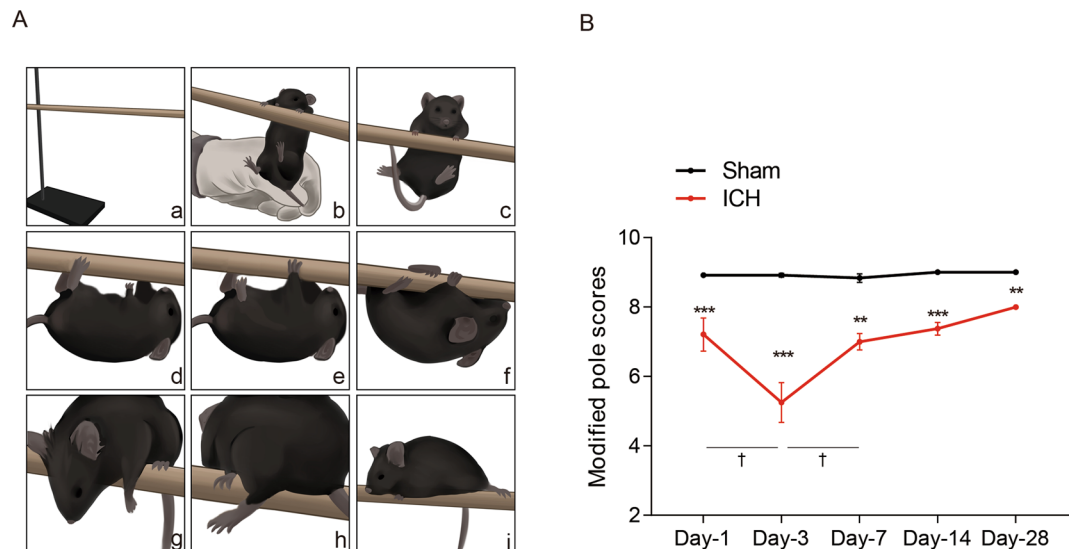 A
a
b
c
d
e
f
g
h
i
B
Sham
ICH
Modified pole scores
10
8
6
4
2
***
***
**
***
**
†
†
Day-1
Day-3
Day-7
Day-14
Day-28